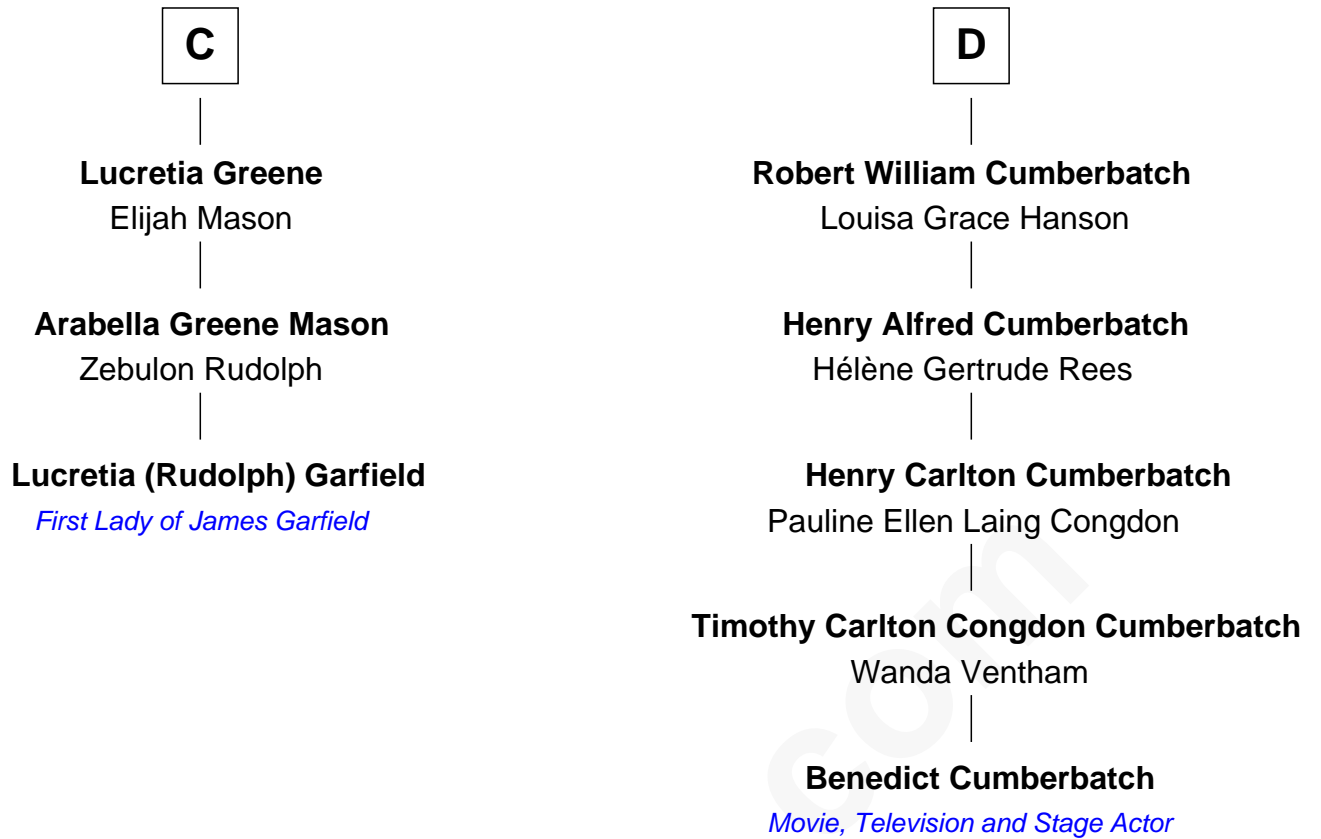 C
Lucretia Greene
Elijah Mason
Arabella Greene Mason
Zebulon Rudolph
Lucretia (Rudolph) Garfield
First Lady of James Garfield
D
Robert William Cumberbatch
Louisa Grace Hanson
Henry Alfred Cumberbatch
Hélène Gertrude Rees
Henry Carlton Cumberbatch
Pauline Ellen Laing Congdon
Timothy Carlton Congdon Cumberbatch
Wanda Ventham
Benedict Cumberbatch
Movie, Television and Stage Actor
com